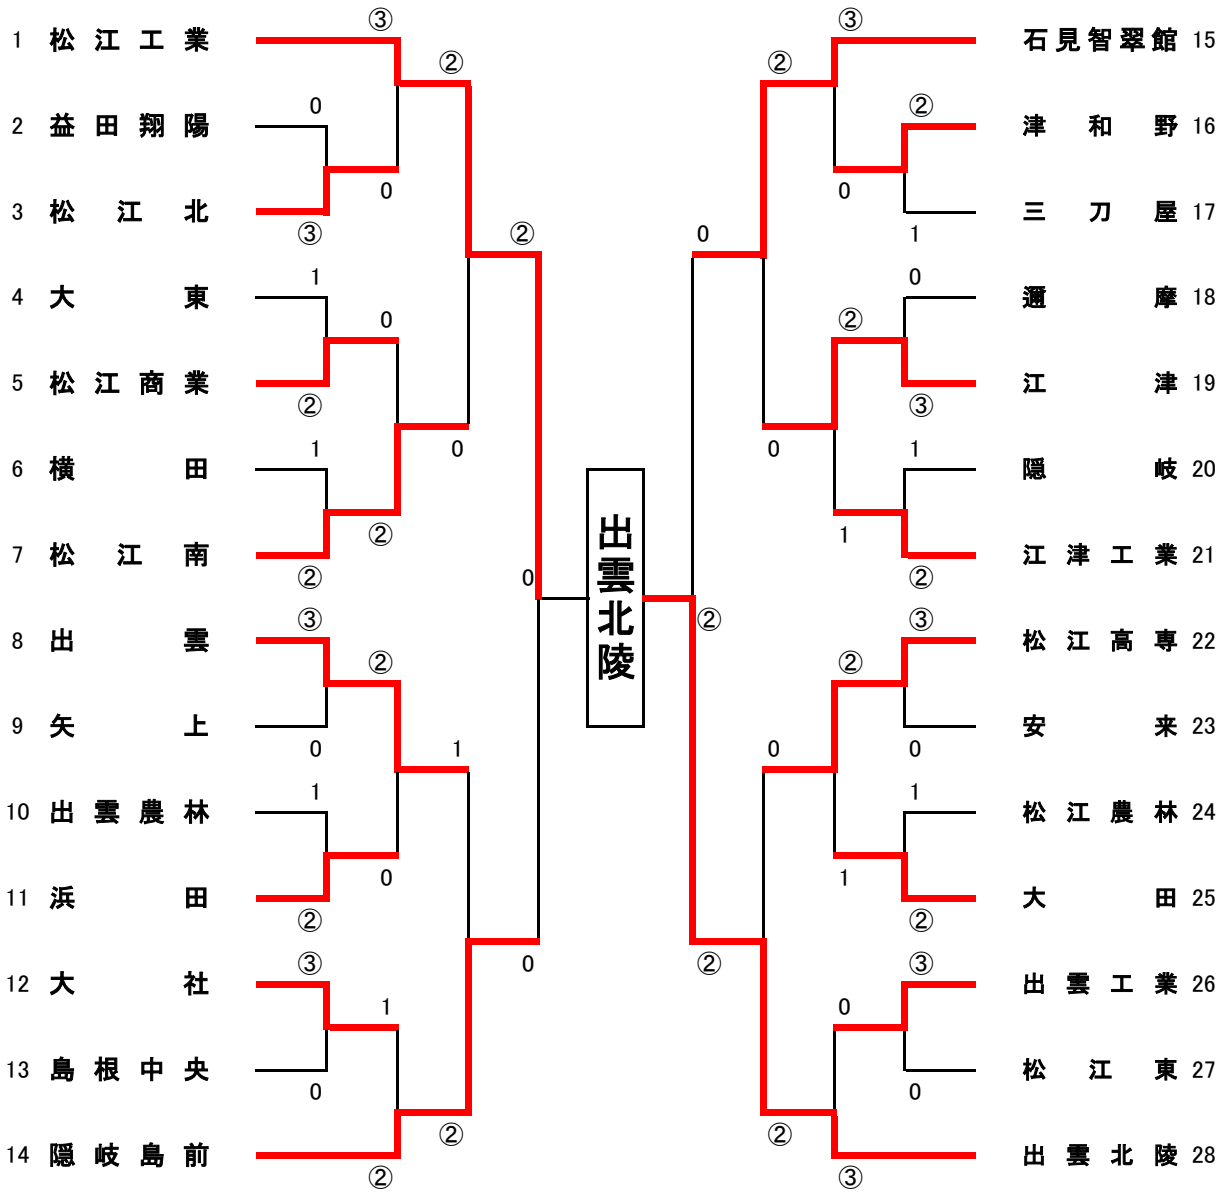 ③ ③
1 松江工業 石見智翠館 15
② ②
0 ②
2 益田翔陽 津和野 16
0 0
3 松江北 三刀屋 17
③ ② 0 1
1 0
4 大東 邇摩 18
0 ②
5 松江商業 江津 19
② ③
1 0 0 1
6 横田 隠岐 20
② 1
7 松江南 江津工業 21
② 0 ②
出雲北陵
③ ② ③
8 出雲 松江高専 22
② ②
9 矢上 安来 23
0 1 0 0
1 1
10 出雲農林 松江農林 24
0 1
11 浜田 大田 25
② ②
③ 0 ② ③
12 大社 出雲工業 26
1 0
13 島根中央 松江東 27
0 0
② ②
14 隠岐島前 出雲北陵 28
② ③